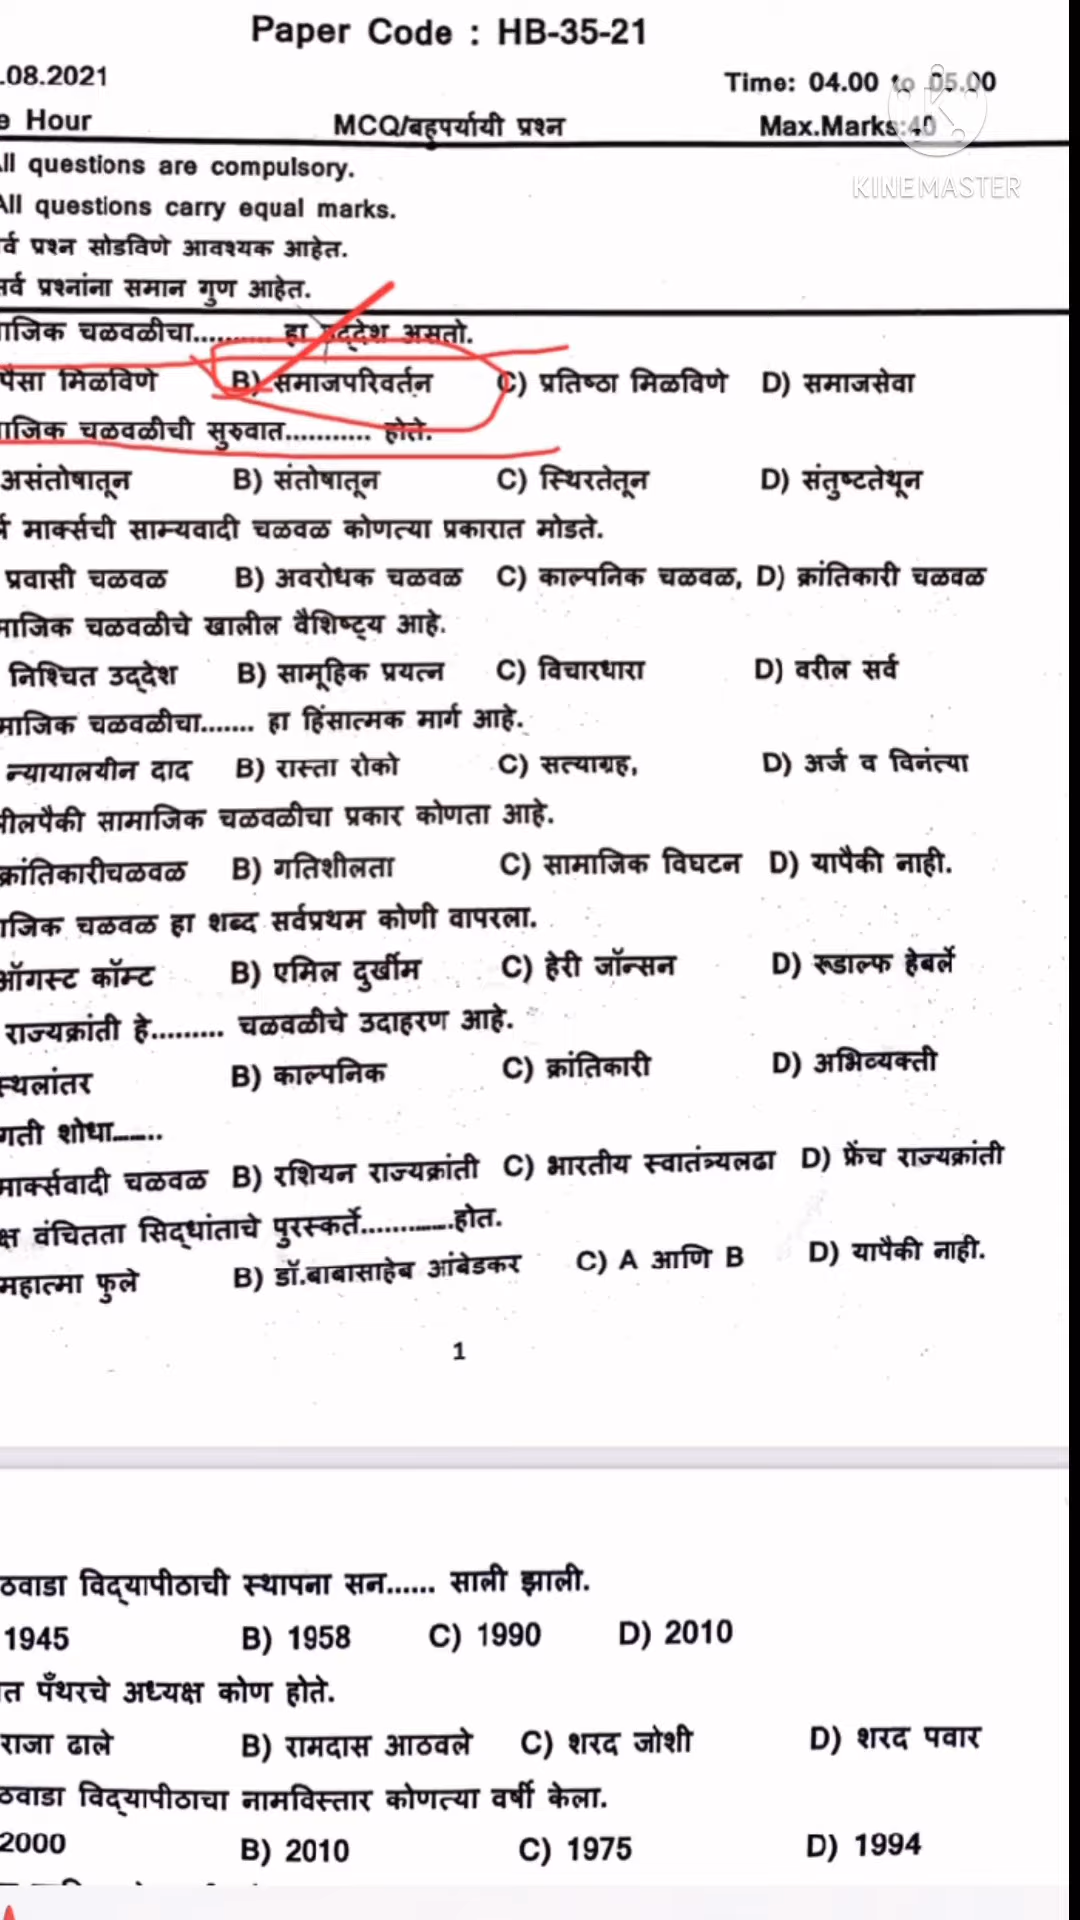 Paper Code : HB-35-21
.08.2021
Time: 04.00 to 05.00
e Hour
MCQ/बहुपर्यायी प्रश्न
Max.Marks:40
KINEMASTER
All questions are compulsory.
All questions carry equal marks.
र्व प्रश्न सोडविणे आवश्यक आहेत.
सर्व प्रश्नांना समान गुण आहेत.
ाजिक चळवळीचा.......... हा उद्देश असतो.
पैसा मिळविणे B) समाजपरिवर्तन C) प्रतिष्ठा मिळविणे D) समाजसेवा
ाजिक चळवळीची सुरुवात........... होते.
असंतोषातून B) संतोषातून C) स्थिरतेतून D) संतुष्टतेथून
मार्क्सची साम्यवादी चळवळ कोणत्या प्रकारात मोडते.
प्रवासी चळवळ B) अवरोधक चळवळ C) काल्पनिक चळवळ, D) क्रांतिकारी चळवळ
माजिक चळवळीचे खालील वैशिष्ट्य आहे.
निश्चित उद्देश B) सामूहिक प्रयत्न C) विचारधारा D) वरील सर्व
माजिक चळवळीचा....... हा हिंसात्मक मार्ग आहे.
न्यायालयीन दाद B) रास्ता रोको C) सत्याग्रह, D) अर्ज व विनंत्या
ीलपैकी सामाजिक चळवळीचा प्रकार कोणता आहे.
क्रांतिकारीचळवळ B) गतिशीलता C) सामाजिक विघटन D) यापैकी नाही.
ाजिक चळवळ हा शब्द सर्वप्रथम कोणी वापरला.
ऑगस्ट कॉम्ट B) एमिल दुर्खीम C) हेरी जॉन्सन D) रूडाल्फ हेबर्ले
राज्यक्रांती हे......... चळवळीचे उदाहरण आहे.
स्थलांतर B) काल्पनिक C) क्रांतिकारी D) अभिव्यक्ती
गती शोधा.......
मार्क्सवादी चळवळ B) रशियन राज्यक्रांती C) भारतीय स्वातंत्र्यलढा D) फ्रेंच राज्यक्रांती
क्ष वंचितता सिद्धांताचे पुरस्कर्ते............होत.
महात्मा फुले B) डॉ.बाबासाहेब आंबेडकर C) A आणि B D) यापैकी नाही.
1
ठवाडा विद्यापीठाची स्थापना सन...... साली झाली.
1945 B) 1958 C) 1990 D) 2010
त पँथरचे अध्यक्ष कोण होते.
राजा ढाले B) रामदास आठवले C) शरद जोशी D) शरद पवार
ठवाडा विद्यापीठाचा नामविस्तार कोणत्या वर्षी केला.
2000 B) 2010 C) 1975 D) 1994